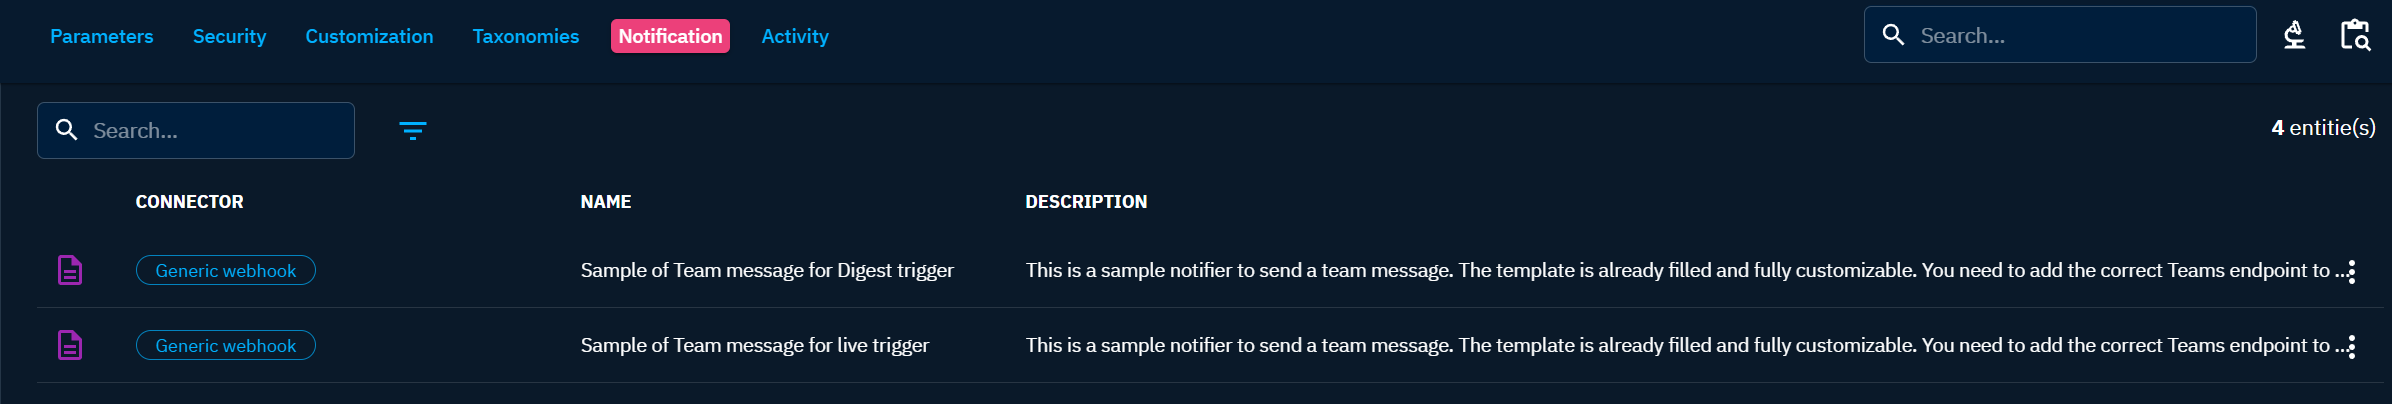 Parameters Security Customization Taxonomies Notification Activity Search...
Search... 4 entitie(s)
CONNECTOR NAME DESCRIPTION
Generic webhook Sample of Team message for Digest trigger This is a sample notifier to send a team message. The template is already filled and fully customizable. You need to add the correct Teams endpoint to ...
Generic webhook Sample of Team message for live trigger This is a sample notifier to send a team message. The template is already filled and fully customizable. You need to add the correct Teams endpoint to ...